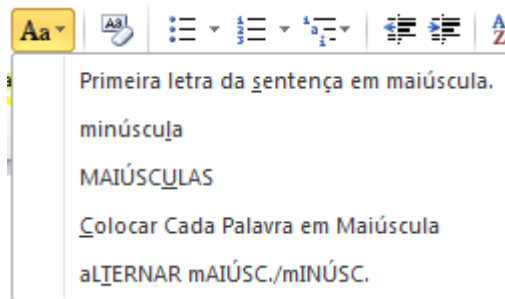 Aa
Primeira letra da sentença em maiúscula.
minúscula
MAIÚSCULAS
Colocar Cada Palavra em Maiúscula
aLTERNAR mAIÚSC./mINÚSC.